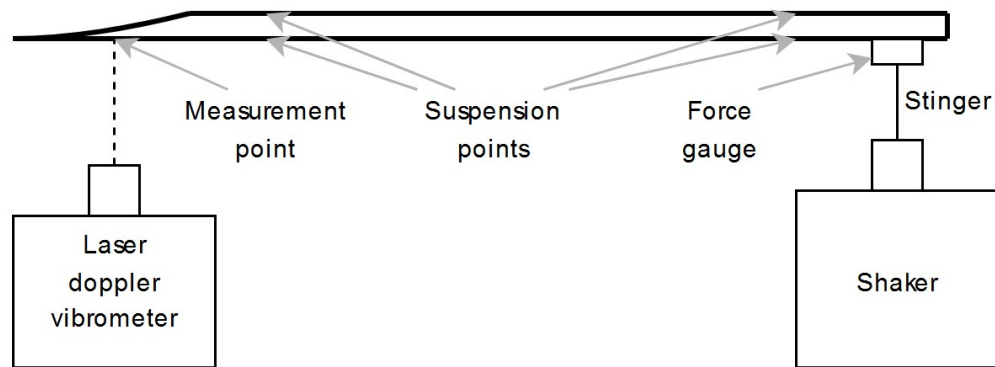 Measurement
point
Suspension
points
Force
gauge
Stinger
Laser
doppler
vibrometer
Shaker